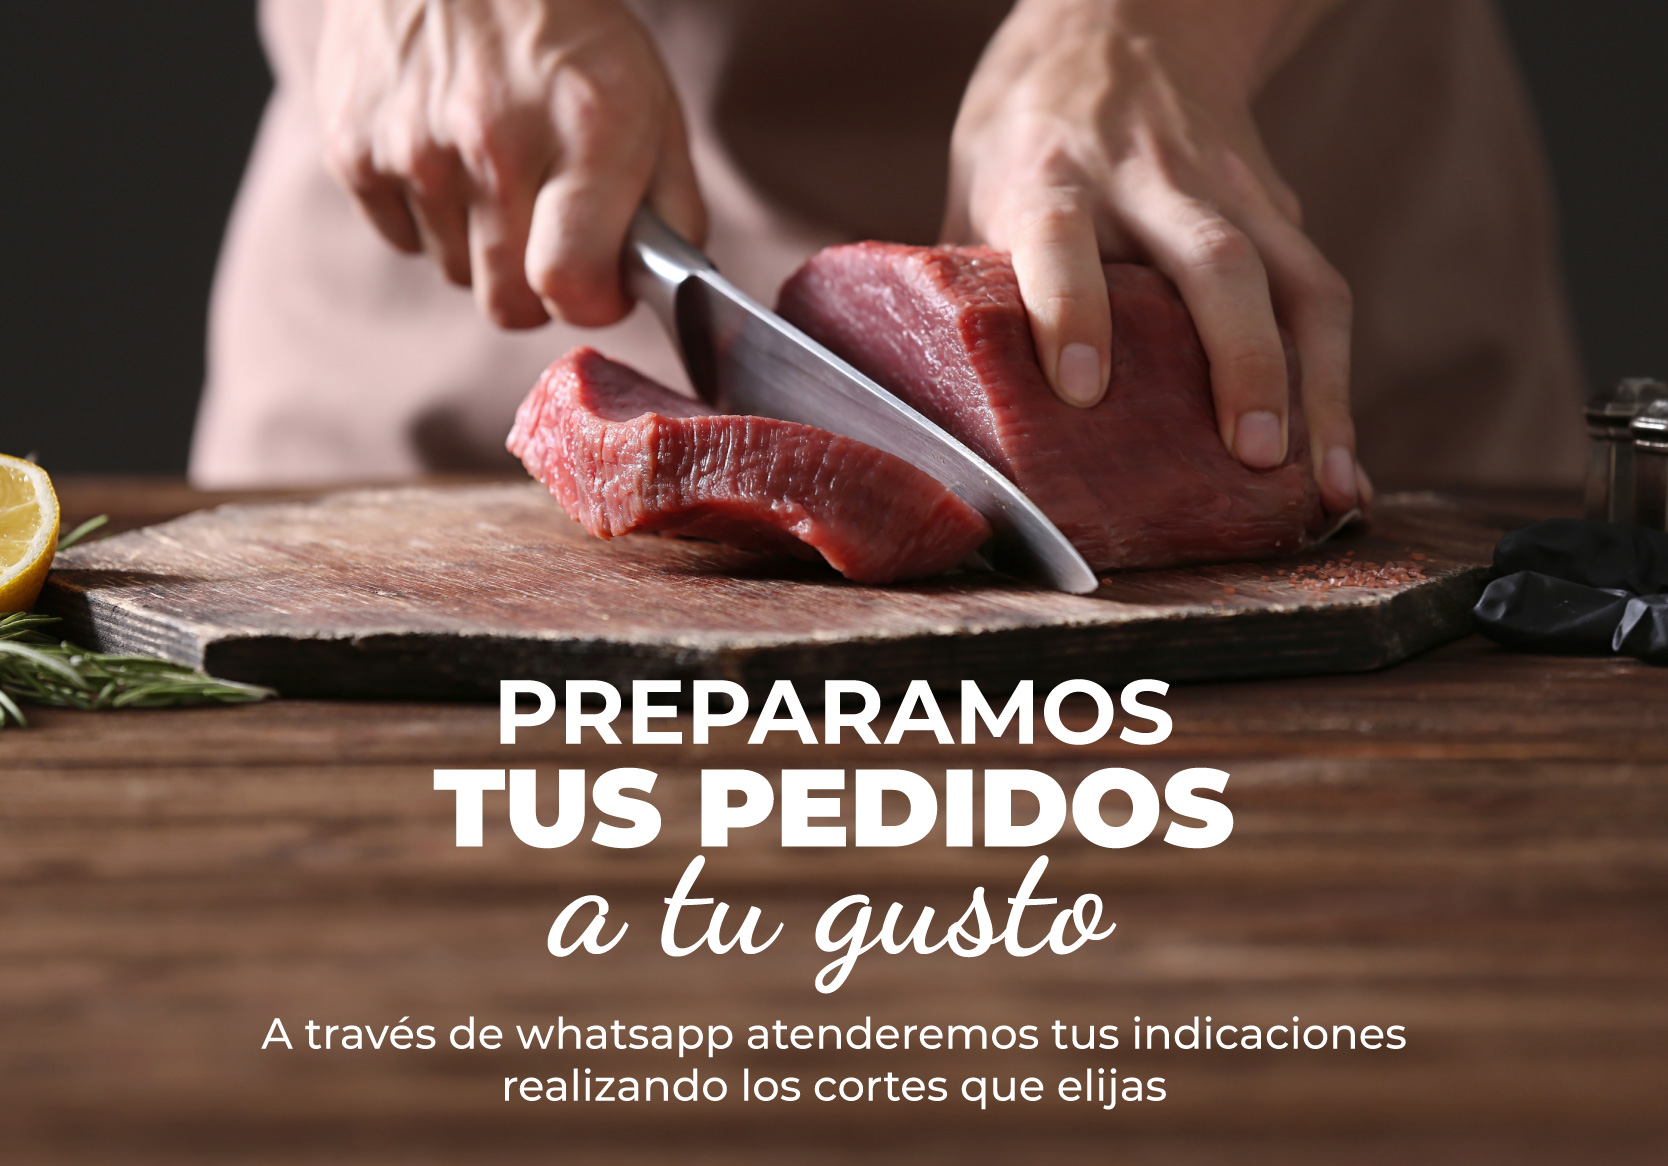 PREPARAMOS
TUS PEDIDOS
a tu gusto
A través de whatsapp atenderemos tus indicaciones
realizando los cortes que elijas